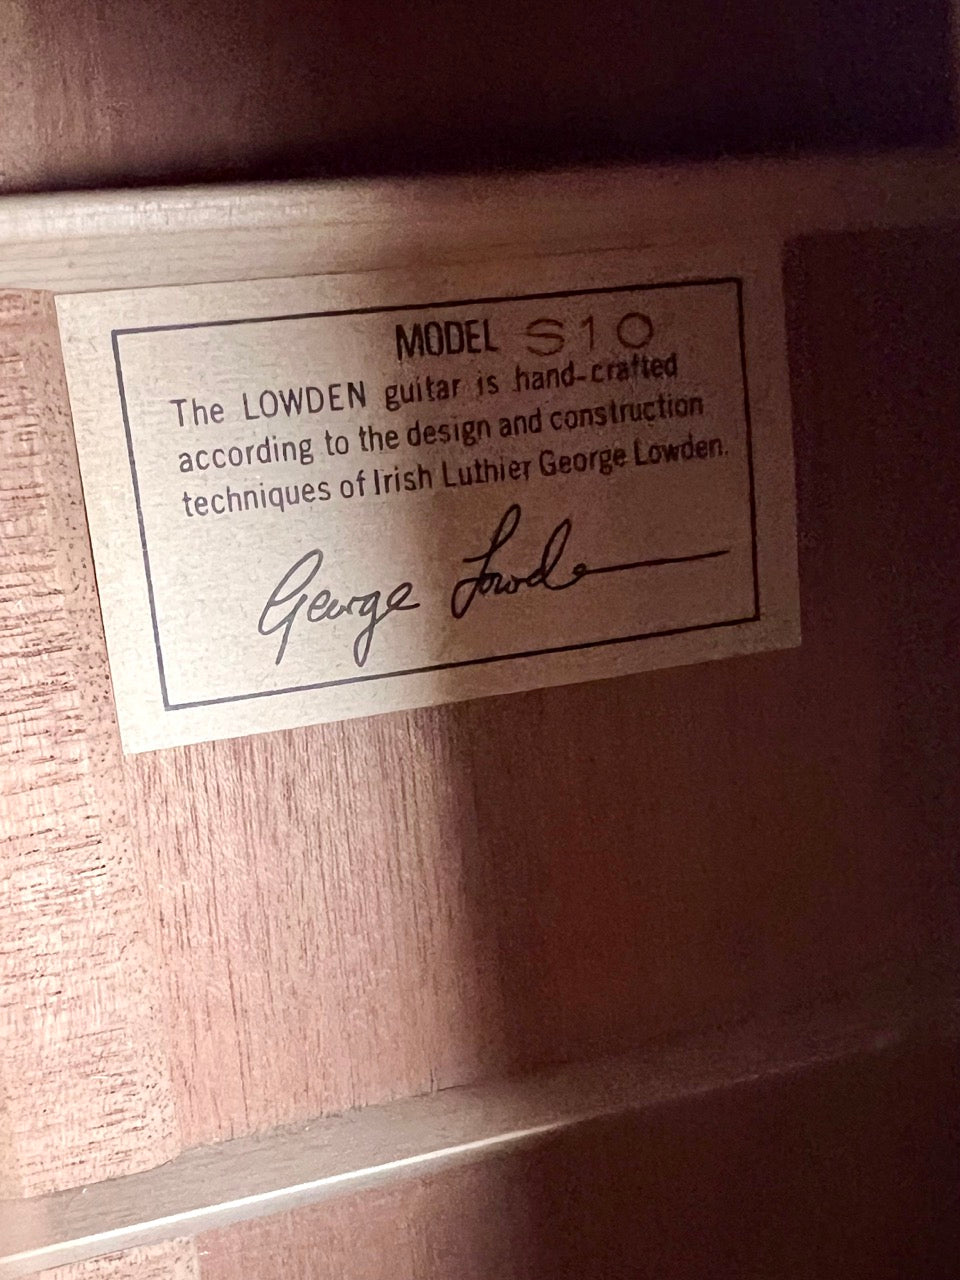 MODEL S10
The LOWDEN guitar is hand-crafted
according to the design and construction
techniques of Irish Luthier George Lowden.
George Lowden